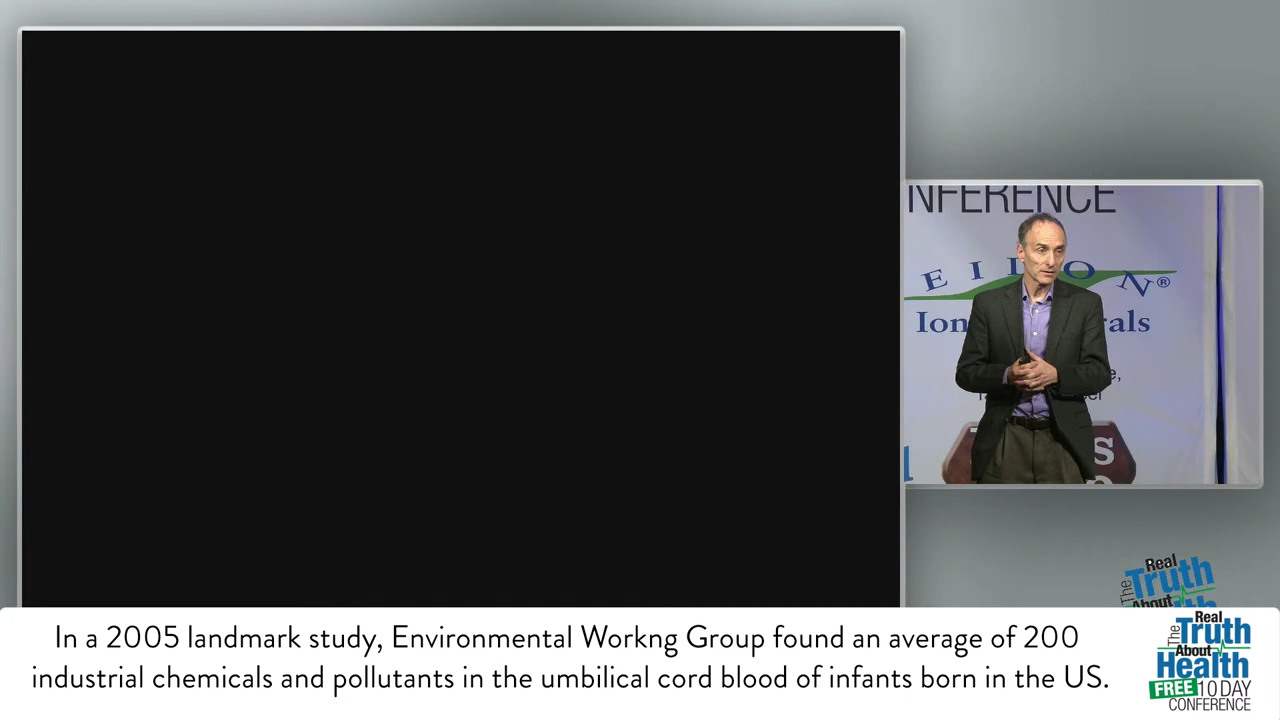 NFERENCE
EILON®
Ion rals
e,
s
The
Real
Truth
About
In a 2005 landmark study, Environmental Workng Group found an average of 200
industrial chemicals and pollutants in the umbilical cord blood of infants born in the US.
The
Real
Truth
About
Health
FREE 10 DAY
CONFERENCE